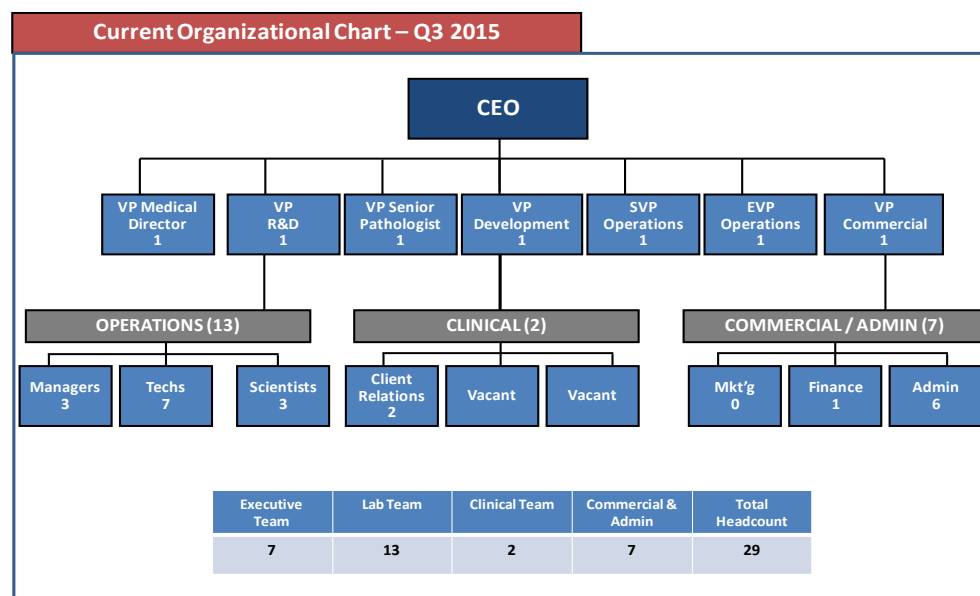 Current Organizational Chart – Q3 2015
CEO
VP Medical
Director
1
VP
R&D
1
VP Senior
Pathologist
1
VP
Development
1
SVP
Operations
1
EVP
Operations
1
VP
Commercial
1
OPERATIONS (13)
CLINICAL (2)
COMMERCIAL / ADMIN (7)
Managers
3
Techs
7
Scientists
3
Client
Relations
2
Vacant
Vacant
Mkt'g
0
Finance
1
Admin
6
Executive
Team
Lab Team
Clinical Team
Commercial &
Admin
Total
Headcount
7
13
2
7
29